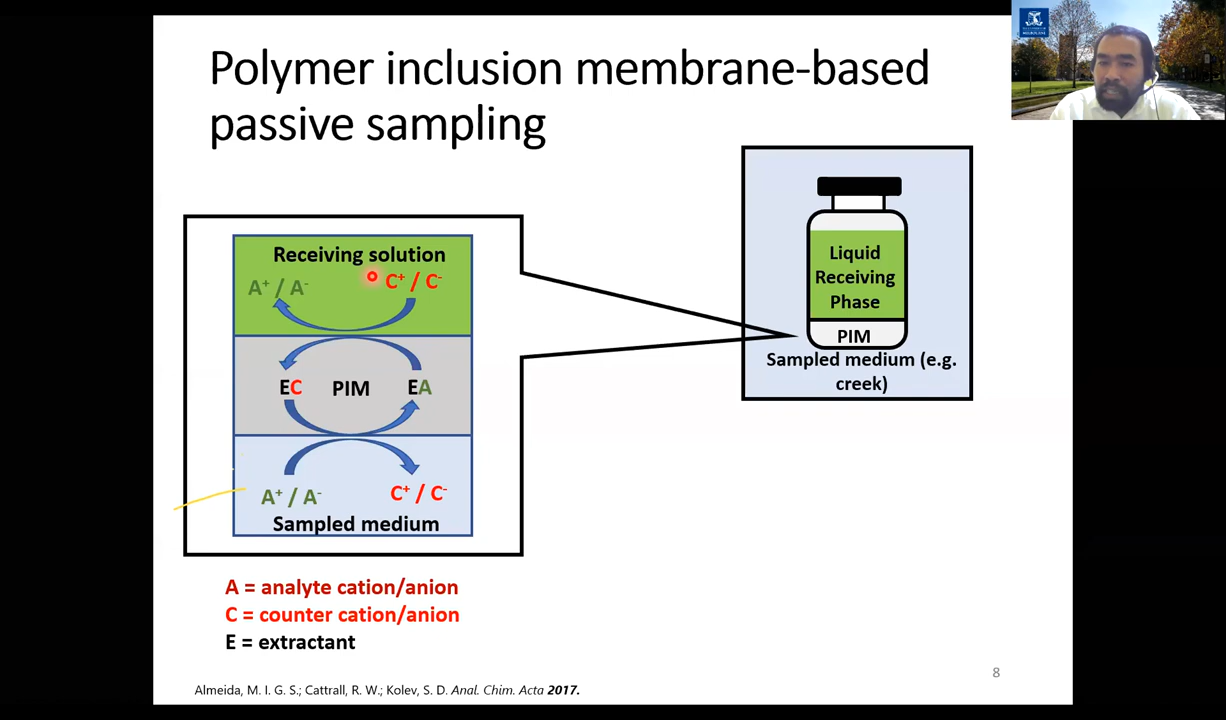 Polymer inclusion membrane-based
passive sampling
Receiving solution
A⁺ / A⁻
C⁺ / C⁻
EC
PIM
EA
A⁺ / A⁻
C⁺ / C⁻
Sampled medium
Liquid
Receiving
Phase
PIM
Sampled medium (e.g.
creek)
A = analyte cation/anion
C = counter cation/anion
E = extractant
8
Almeida, M. I. G. S.; Cattrall, R. W.; Kolev, S. D. Anal. Chim. Acta 2017.
MELBOURNE